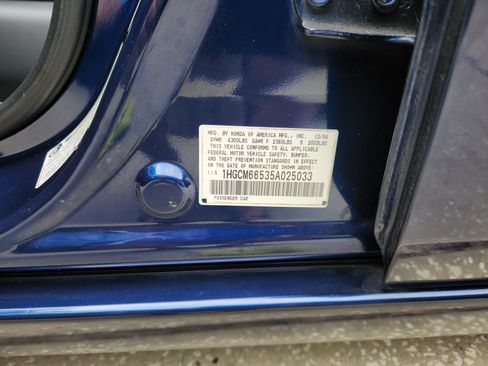 MFD. BY HONDA OF AMERICA MFG., INC. 12/04
GVWR 4300LBS GAWR F 2360LBS R 2005LBS
THIS VEHICLE CONFORMS TO ALL APPLICABLE
FEDERAL MOTOR VEHICLE SAFETY, BUMPER,
AND THEFT PREVENTION STANDARDS IN EFFECT
ON THE DATE OF MANUFACTURE SHOWN ABOVE.
V.I.N. 1HGCM66535A025033
PASSENGER CAR